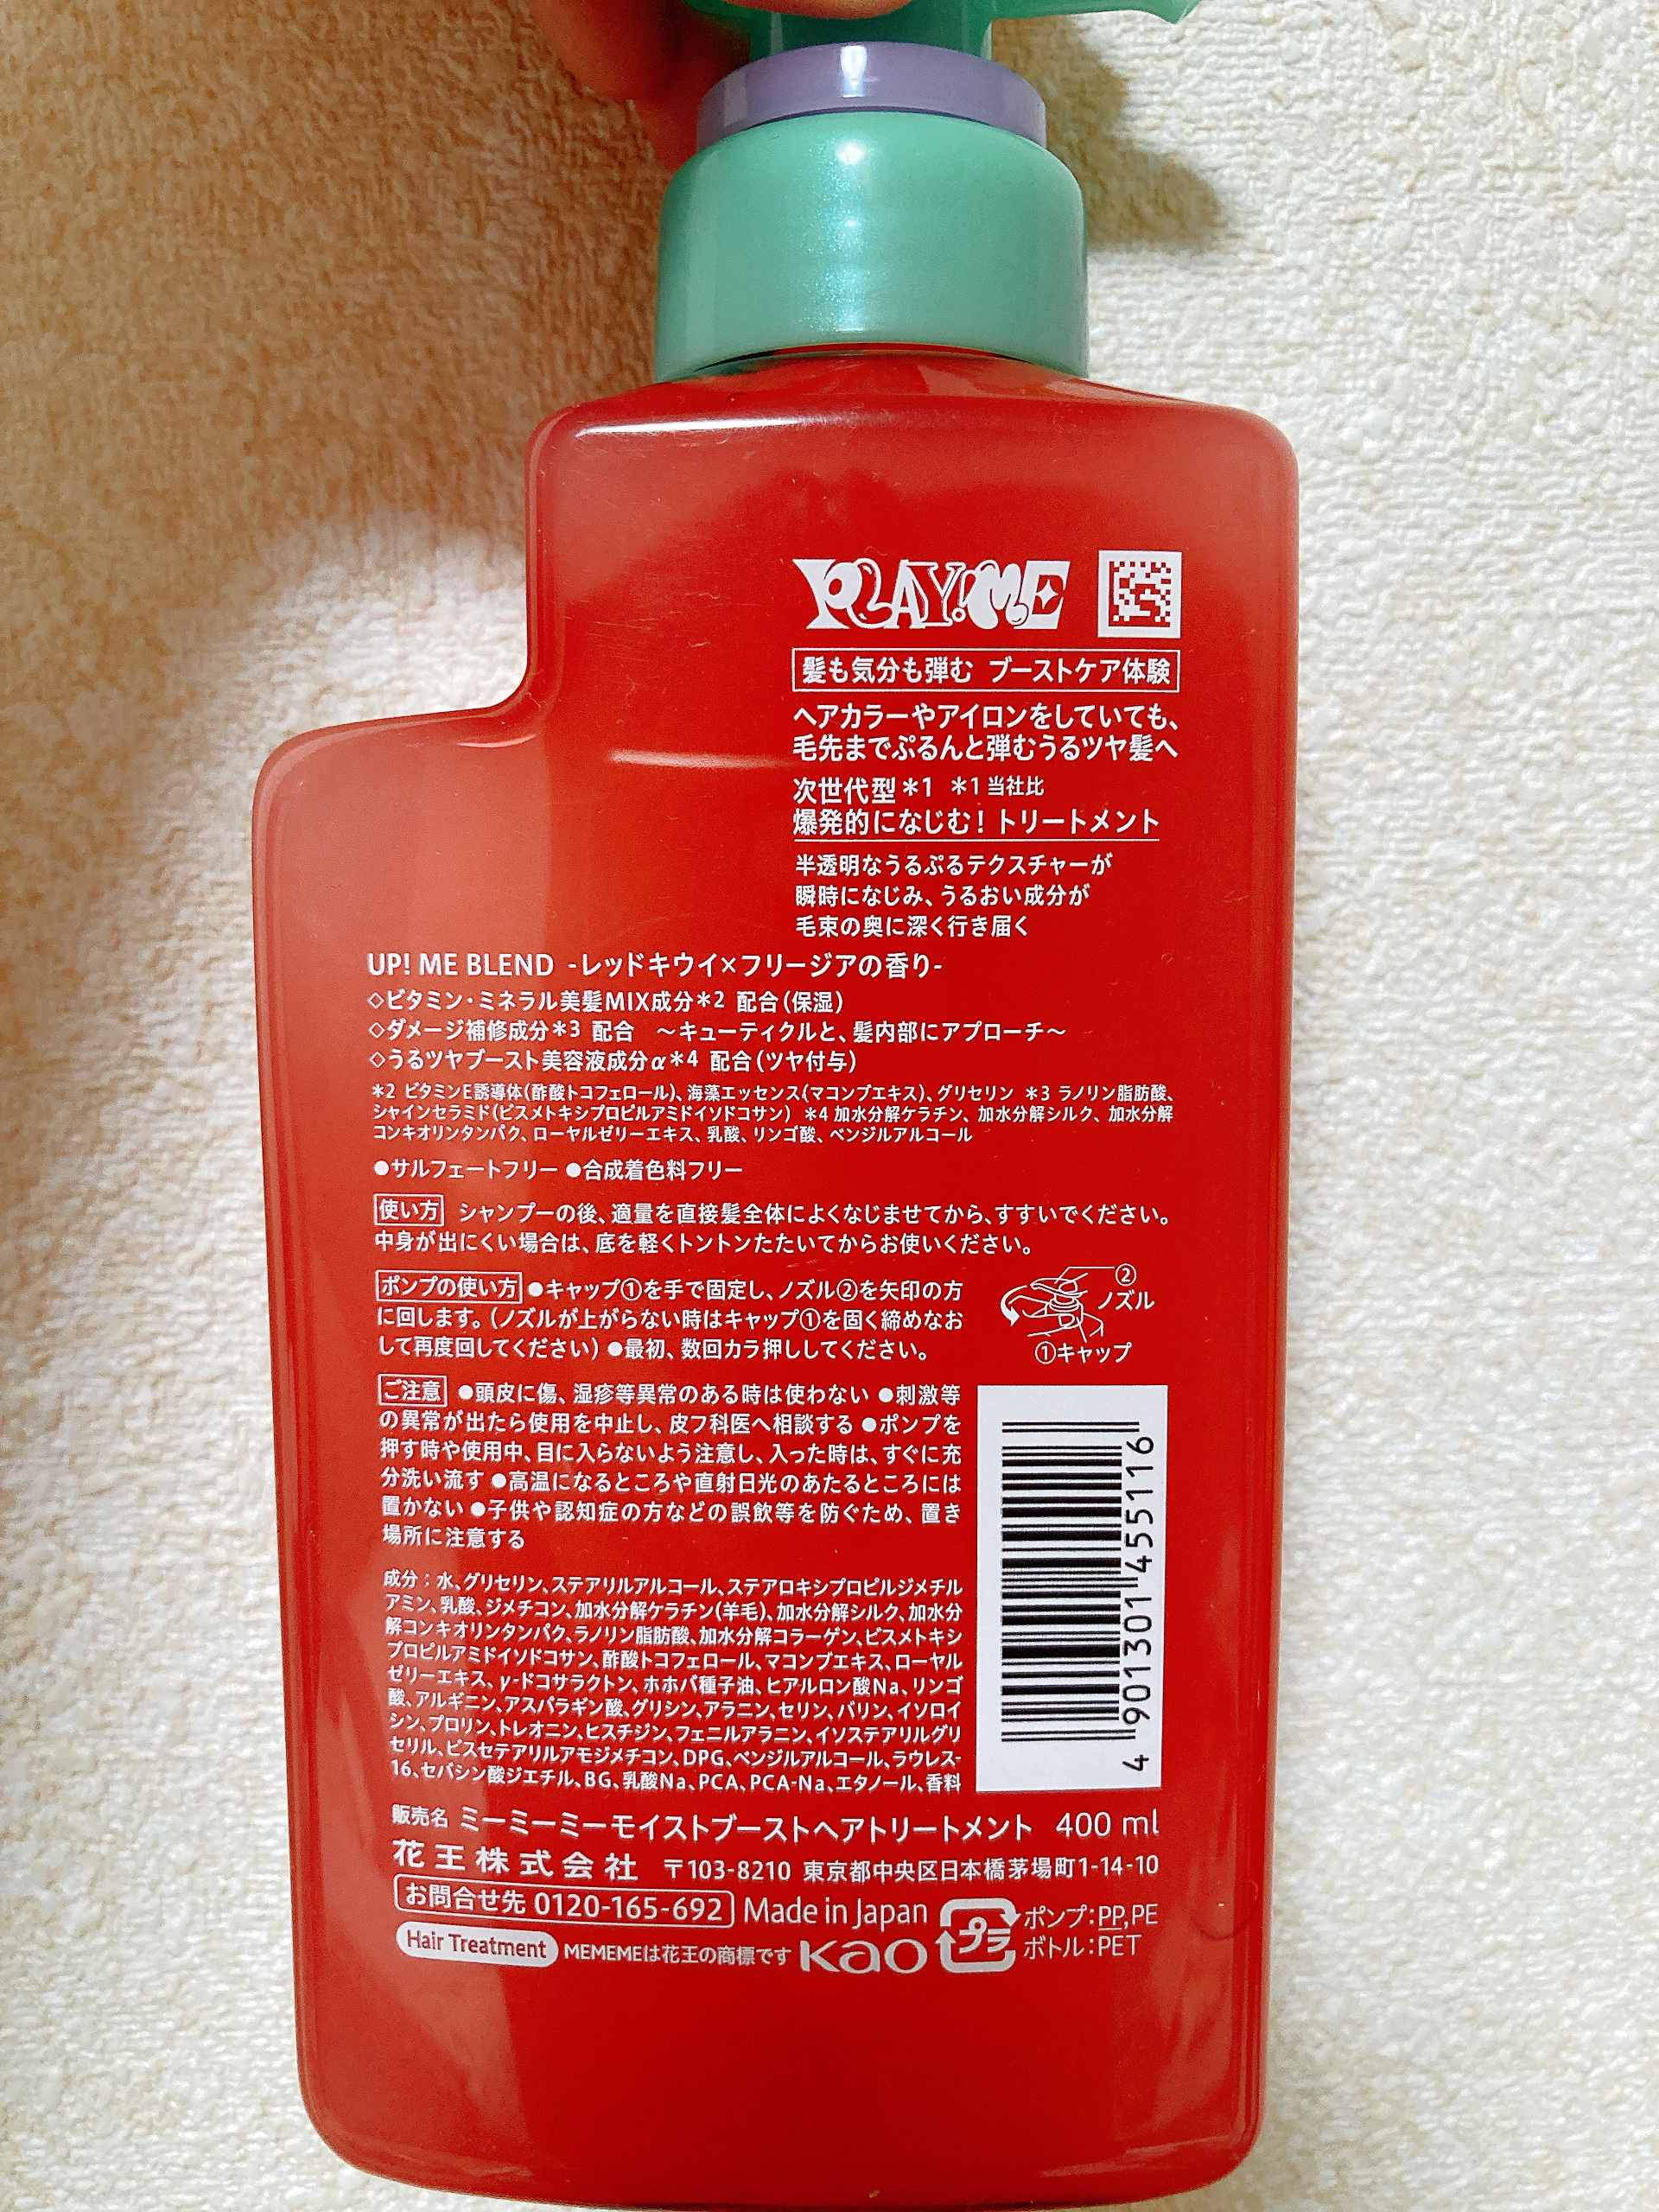 PLAY! ME
髪も気分も弾む ブーストケア体験
ヘアカラーやアイロンをしていても、
毛先までぷるんと弾むうるツヤ髪へ
次世代型＊1 ＊1 当社比
爆発的になじむ！トリートメント
半透明なうるぷるテクスチャーが
瞬時になじみ、うるおい成分が
毛束の奥に深く行き届く
UP! ME BLEND -レッドキウイ×フリージアの香り-
◇ビタミン・ミネラル美髪MIX成分＊2 配合(保湿)
◇ダメージ補修成分＊3 配合 ～キューティクルと、髪内部にアプローチ～
◇うるツヤブースト美容液成分α＊4 配合(ツヤ付与)
＊2 ビタミンE誘導体(酢酸トコフェロール)、海藻エッセンス(マコンブエキス)、グリセリン ＊3 ラノリン脂肪酸、
シャインセラミド(ビスメトキシプロピルアミドイソドコサン) ＊4 加水分解ケラチン、加水分解シルク、加水分解
コンキオリンタンパク、ローヤルゼリーエキス、乳酸、リンゴ酸、ベンジルアルコール
●サルフェートフリー ●合成着色料フリー
使い方 シャンプーの後、適量を直接髪全体によくなじませてから、すすいでください。
中身が出にくい場合は、底を軽くトントンたたいてからお使いください。
ポンプの使い方 ●キャップ①を手で固定し、ノズル②を矢印の方
に回します。(ノズルが上がらない時はキャップ①を固く締めなお
して再度回してください) ●最初、数回カラ押ししてください。
②
ノズル
①キャップ
ご注意 ●頭皮に傷、湿疹等異常のある時は使わない ●刺激等
の異常が出たら使用を中止し、皮フ科医へ相談する ●ポンプを
押す時や使用中、目に入らないよう注意し、入った時は、すぐに充
分洗い流す ●高温になるところや直射日光のあたるところには
置かない ●子供や認知症の方などの誤飲等を防ぐため、置き
場所に注意する
成分：水、グリセリン、ステアリルアルコール、ステアロキシプロピルジメチル
アミン、乳酸、ジメチコン、加水分解ケラチン(羊毛)、加水分解シルク、加水分
解コンキオリンタンパク、ラノリン脂肪酸、加水分解コラーゲン、ビスメトキシ
プロピルアミドイソドコサン、酢酸トコフェロール、マコンブエキス、ローヤル
ゼリーエキス、γ-ドコサラクトン、ホホバ種子油、ヒアルロン酸Na、リンゴ
酸、アルギニン、アスパラギン酸、グリシン、アラニン、セリン、バリン、イソロイ
シン、プロリン、トレオニン、ヒスチジン、フェニルアラニン、イソステアリルグリ
セリル、ビスセテアリルアモジメチコン、DPG、ベンジルアルコール、ラウレス-
16、セバシン酸ジエチル、BG、乳酸Na、PCA、PCA-Na、エタノール、香料
4 901301 455116
販売名 ミーミーミーモイストブーストヘアトリートメント 400 ml
花王株式会社 〒103-8210 東京都中央区日本橋茅場町1-14-10
お問合せ先 0120-165-692 Made in Japan
プラ
ポンプ：PP,PE
ボトル：PET
Hair Treatment MEMEMEは花王の商標です Kao